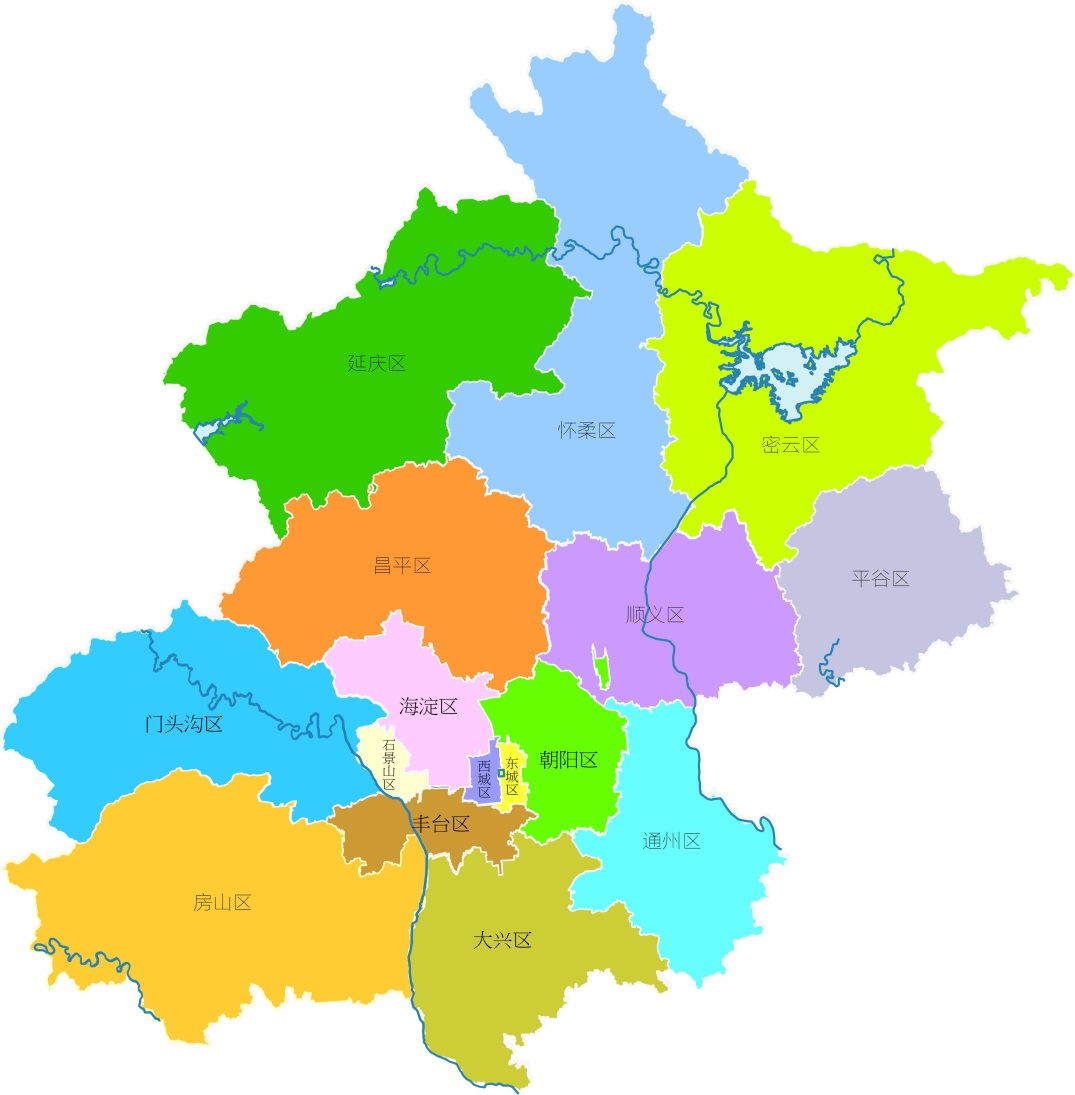 延庆区
怀柔区
密云区
昌平区
平谷区
顺义区
海淀区
门头沟区
石景山区
西城区
东城区
朝阳区
丰台区
通州区
房山区
大兴区